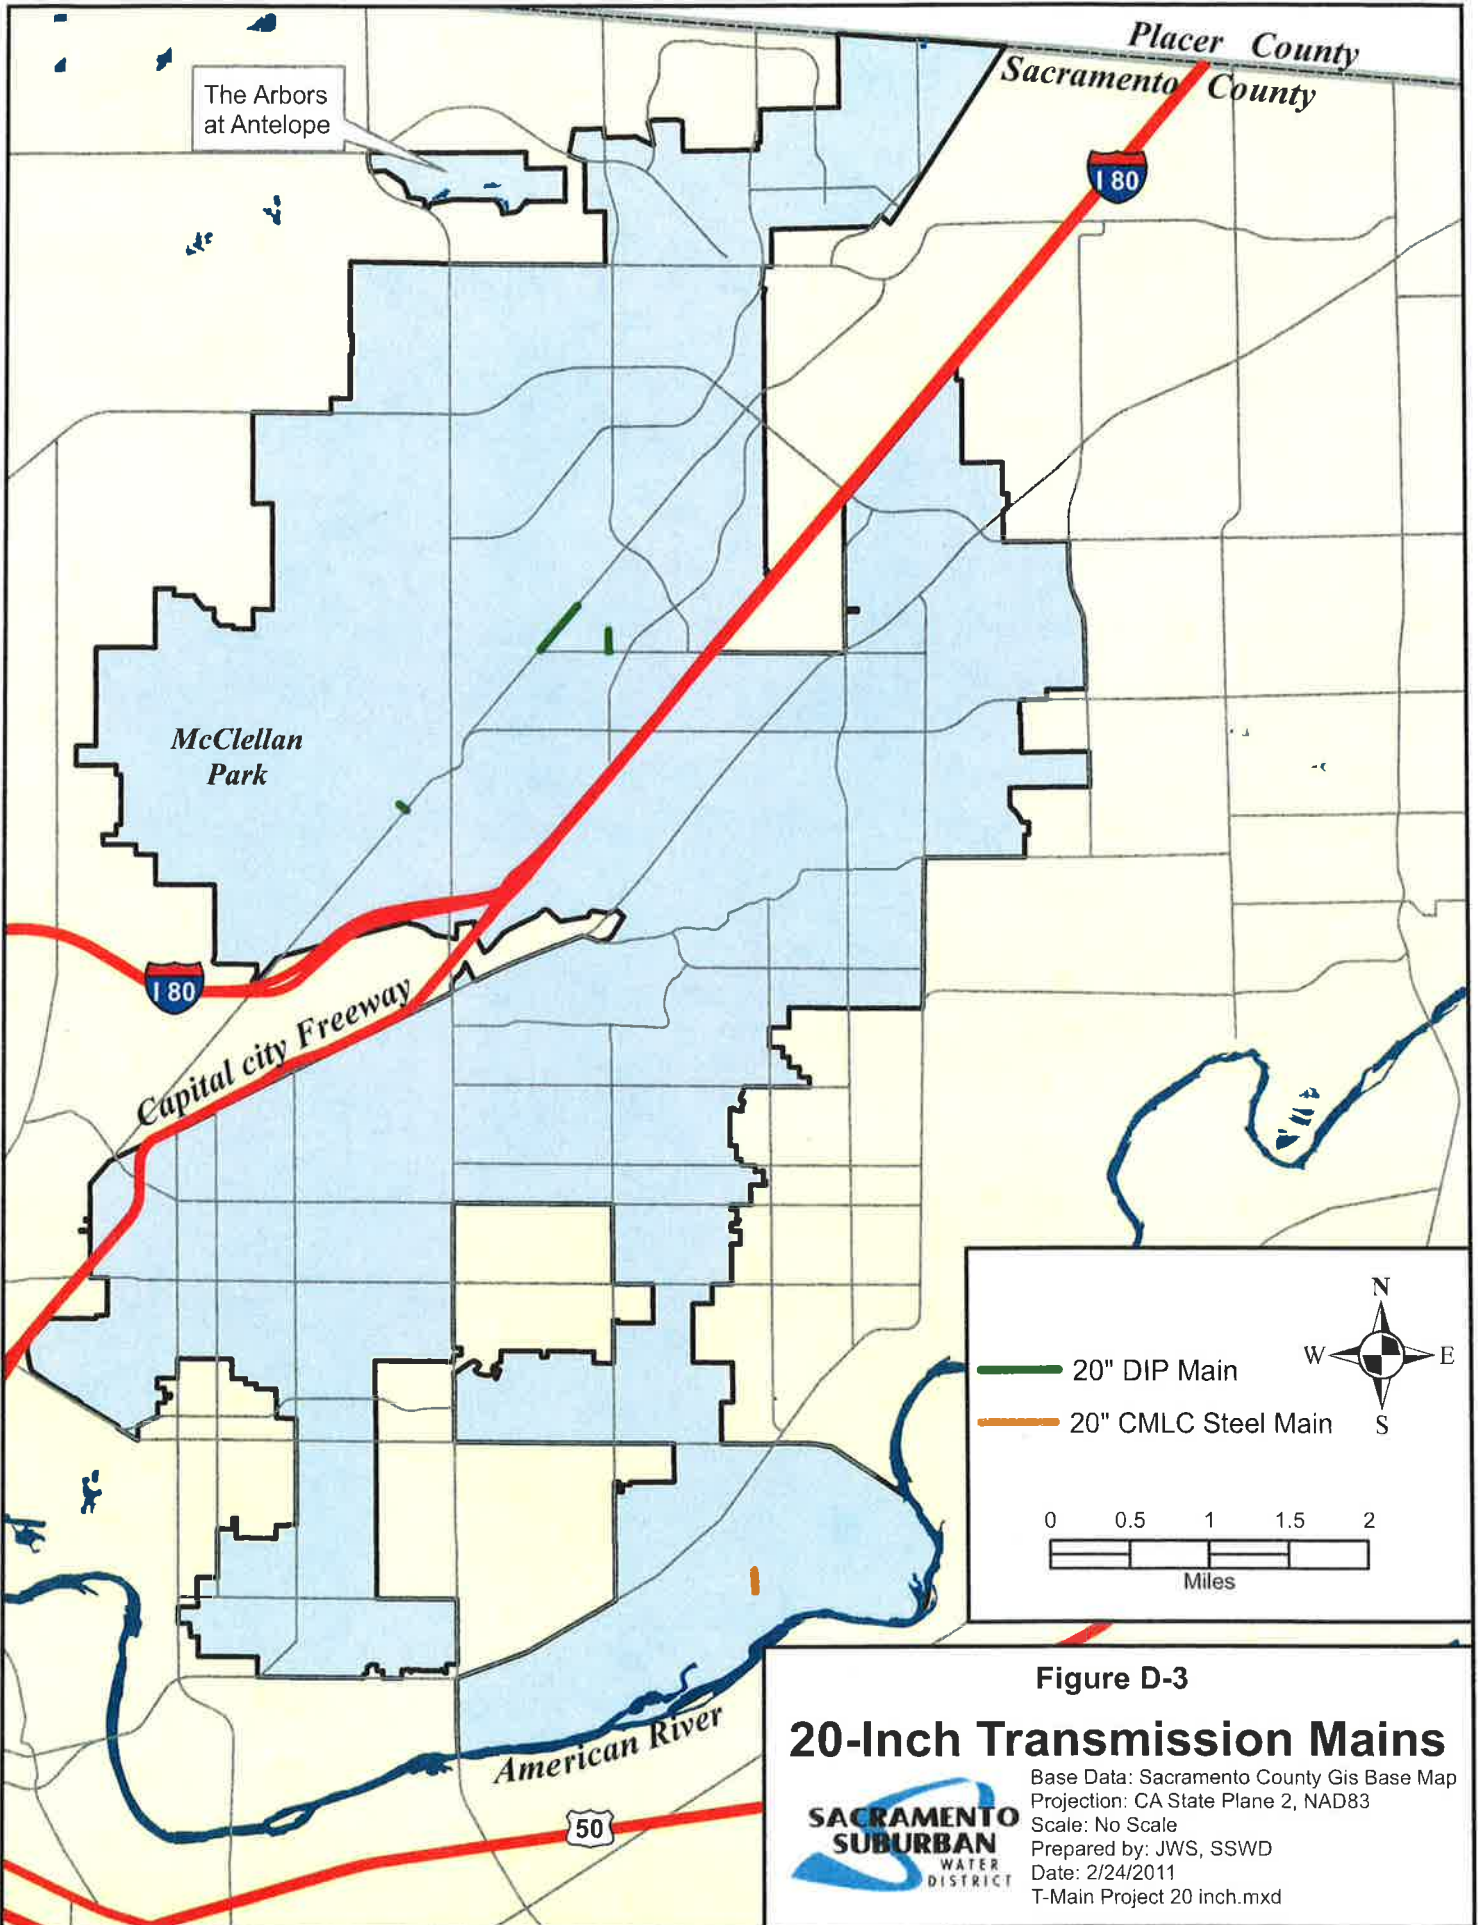 Placer County
Sacramento County
The Arbors
at Antelope
I 80
McClellan
Park
I 80
Capital city Freeway
N
W E
S
20" DIP Main
20" CMLC Steel Main
0 0.5 1 1.5 2
Miles
American River
50
Figure D-3
20-Inch Transmission Mains
SACRAMENTO
SUBURBAN
WATER
DISTRICT
Base Data: Sacramento County Gis Base Map
Projection: CA State Plane 2, NAD83
Scale: No Scale
Prepared by: JWS, SSWD
Date: 2/24/2011
T-Main Project 20 inch.mxd